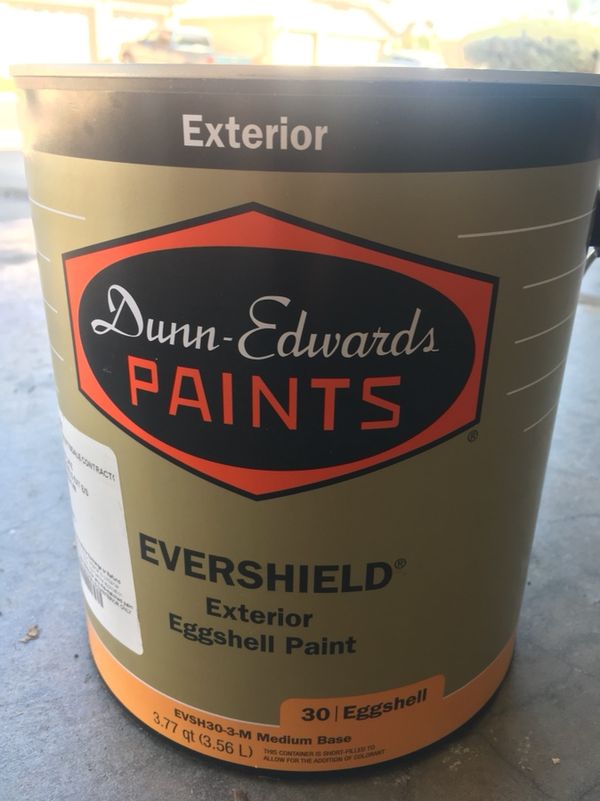 Exterior
Dunn-Edwards
PAINTS
®
EVERSHIELD®
Exterior
Eggshell Paint
30 | Eggshell
EVSH30-3-M Medium Base
3.77 qt (3.56 L)
THIS CONTAINER IS SHORT-FILLED TO
ALLOW FOR THE ADDITION OF COLORANT